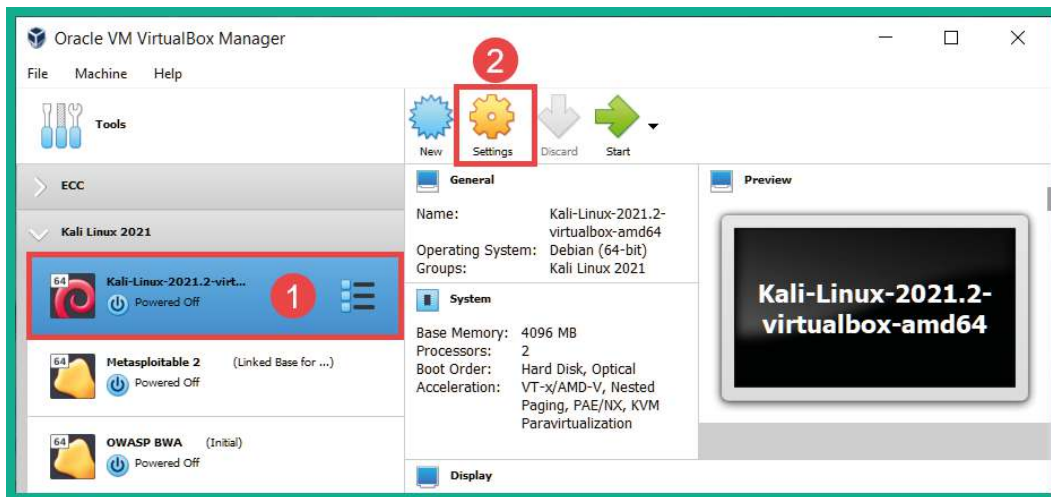 Oracle VM VirtualBox Manager
File Machine Help
2
Tools
New Settings Discard Start
ECC
Kali Linux 2021
64
Kali-Linux-2021.2-virt...
Powered Off
1
64
Metasploitable 2 (Linked Base for ...)
Powered Off
64
OWASP BWA (Initial)
Powered Off
General
Name: Kali-Linux-2021.2-
virtualbox-amd64
Operating System: Debian (64-bit)
Groups: Kali Linux 2021
System
Base Memory: 4096 MB
Processors: 2
Boot Order: Hard Disk, Optical
Acceleration: VT-x/AMD-V, Nested
Paging, PAE/NX, KVM
Paravirtualization
Display
Preview
Kali-Linux-2021.2-
virtualbox-amd64